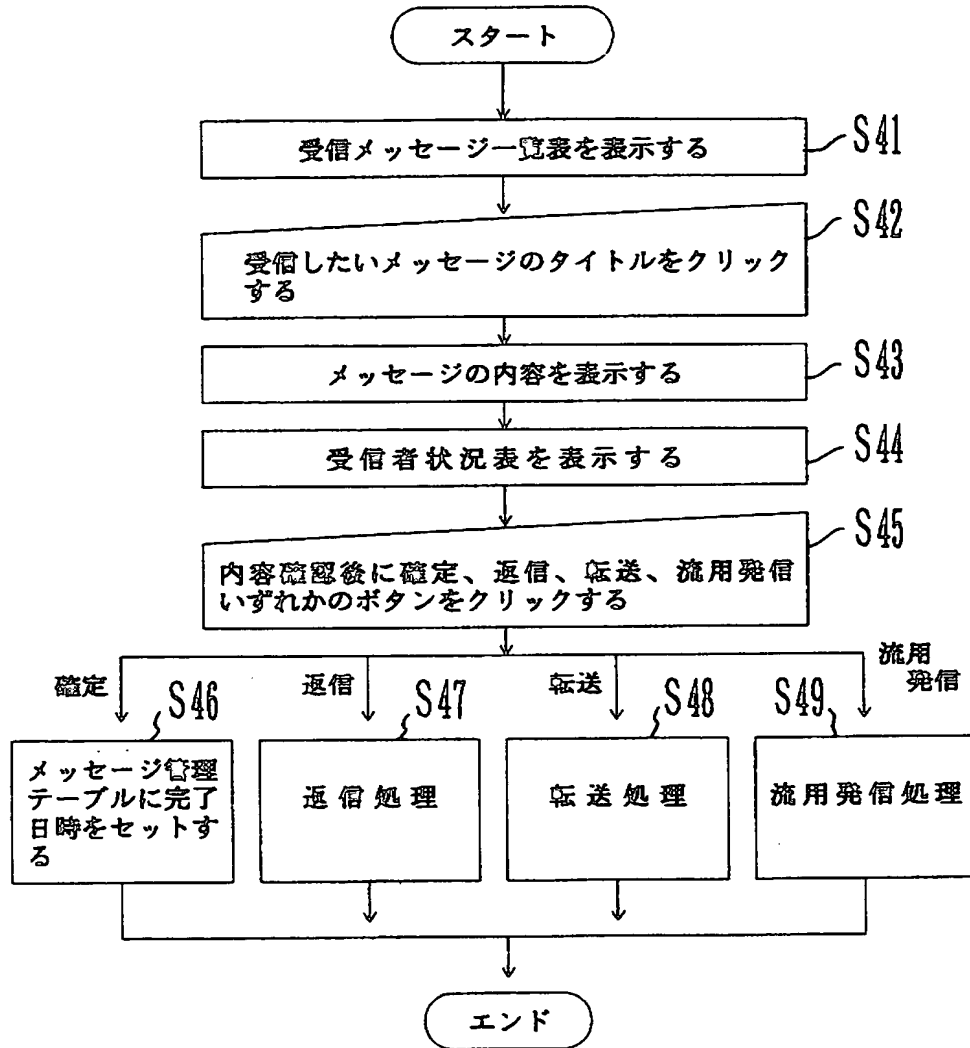 スタート
受信メッセージ一覧表を表示する
S41
S42
受信したいメッセージのタイトルをクリック
する
メッセージの内容を表示する
S43
受信者状況表を表示する
S44
S45
内容確認後に確定、返信、転送、流用発信
いずれかのボタンをクリックする
確定
返信
転送
流用
発信
S46
S47
S48
S49
メッセージ管理
テーブルに完了
日時をセットす
る
返信処理
転送処理
流用発信処理
エンド